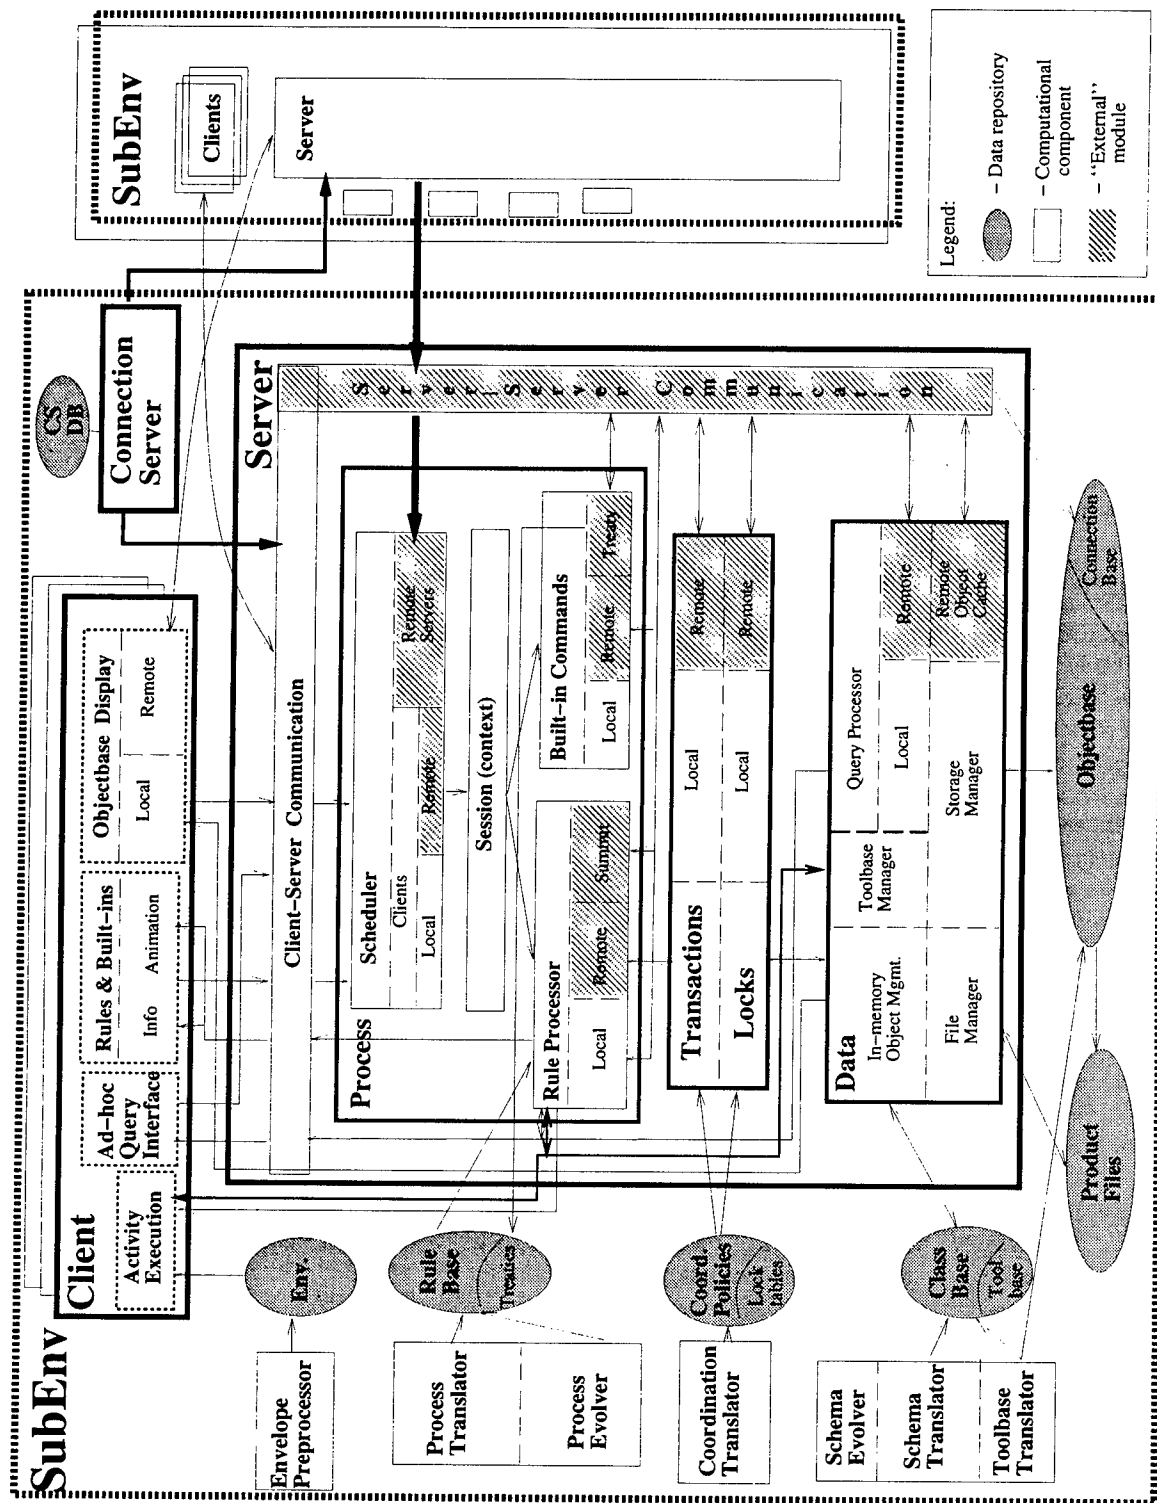 SubEnv
Client
Activity
Execution
Ad-hoc
Query
Interface
Rules & Built-ins
Info
Animation
Objectbase Display
Local
Remote
CS
DB
Connection
Server
SubEnv
Clients
Server
Envelope
Preprocessor
Env.
Server
Client-Server Communication
Server Server Communication
Process
Scheduler
Clients
Local
Remote
Remote
Servers
Session (context)
Rule Processor
Local
Remote
Summit
Built-in Commands
Local
Remote
Treaty
Process
Translator
Process
Evolver
Rule
Base
Treaties
Transactions
Local
Remote
Locks
Local
Remote
Coordination
Translator
Coord.
Policies
Lock
tables
Data
In-memory
Object Mgmt.
File
Manager
Toolbase
Manager
Query Processor
Local
Remote
Storage
Manager
Remote
Object
Cache
Schema
Evolver
Schema
Translator
Toolbase
Translator
Class
Base
Tool
base
Product
Files
Objectbase
Connection
Base
Legend:
- Data repository
- Computational
component
- "External"
module